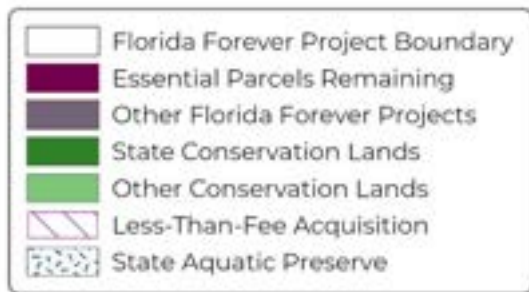 Florida Forever Project Boundary
Essential Parcels Remaining
Other Florida Forever Projects
State Conservation Lands
Other Conservation Lands
Less-Than-Fee Acquisition
State Aquatic Preserve